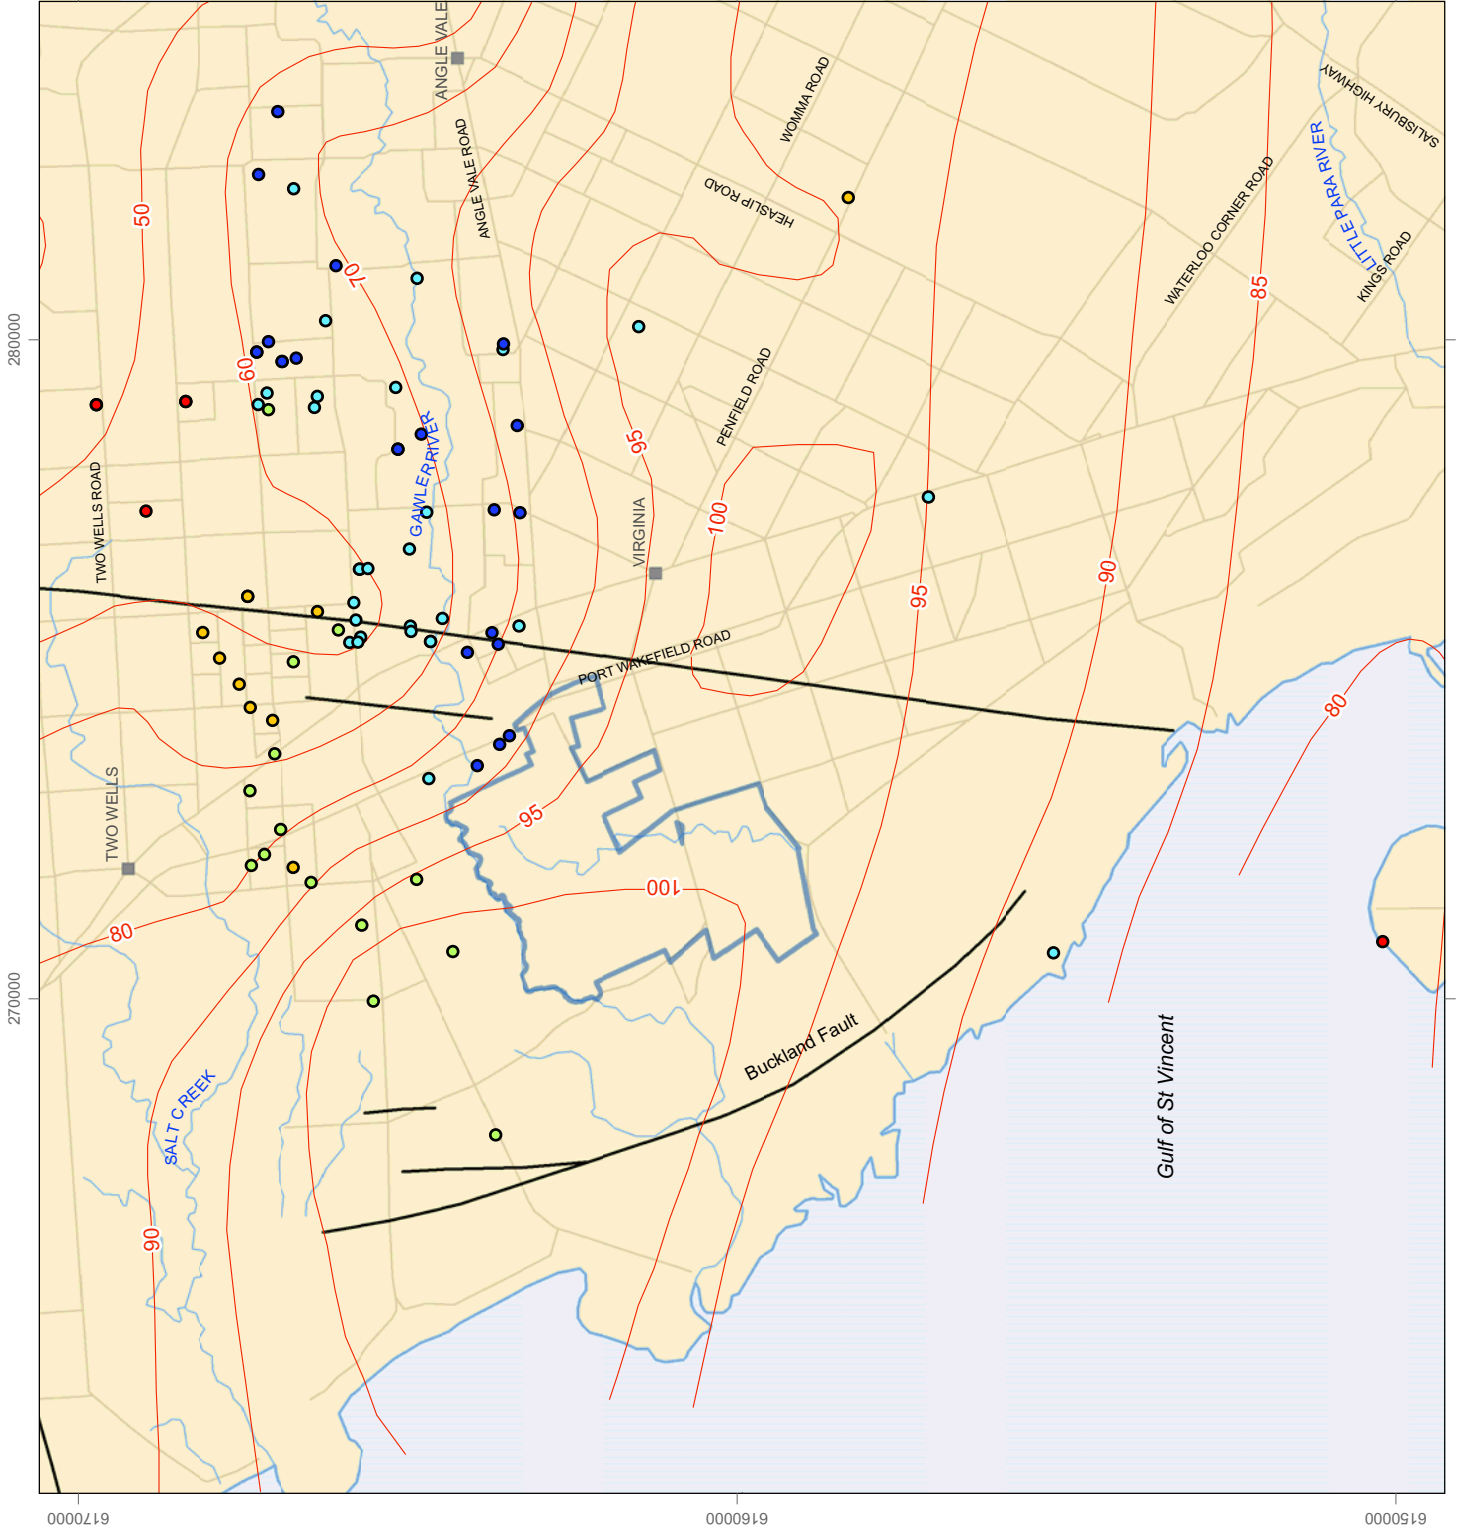 ANGLE VALE
WOMMA ROAD
SALISBURY HIGHWAY
LITTLE PARA RIVER
ANGLE VALE ROAD
HEASLIP ROAD
WATERLOO CORNER ROAD
KINGS ROAD
50
70
85
280000
60
PENFIELD ROAD
95
GAWLER RIVER
TWO WELLS ROAD
VIRGINIA
100
90
95
PORT WAKEFIELD ROAD
80
TWO WELLS
95
100
80
270000
Buckland Fault
Gulf of St Vincent
SALT CREEK
90
6170000
6160000
6150000